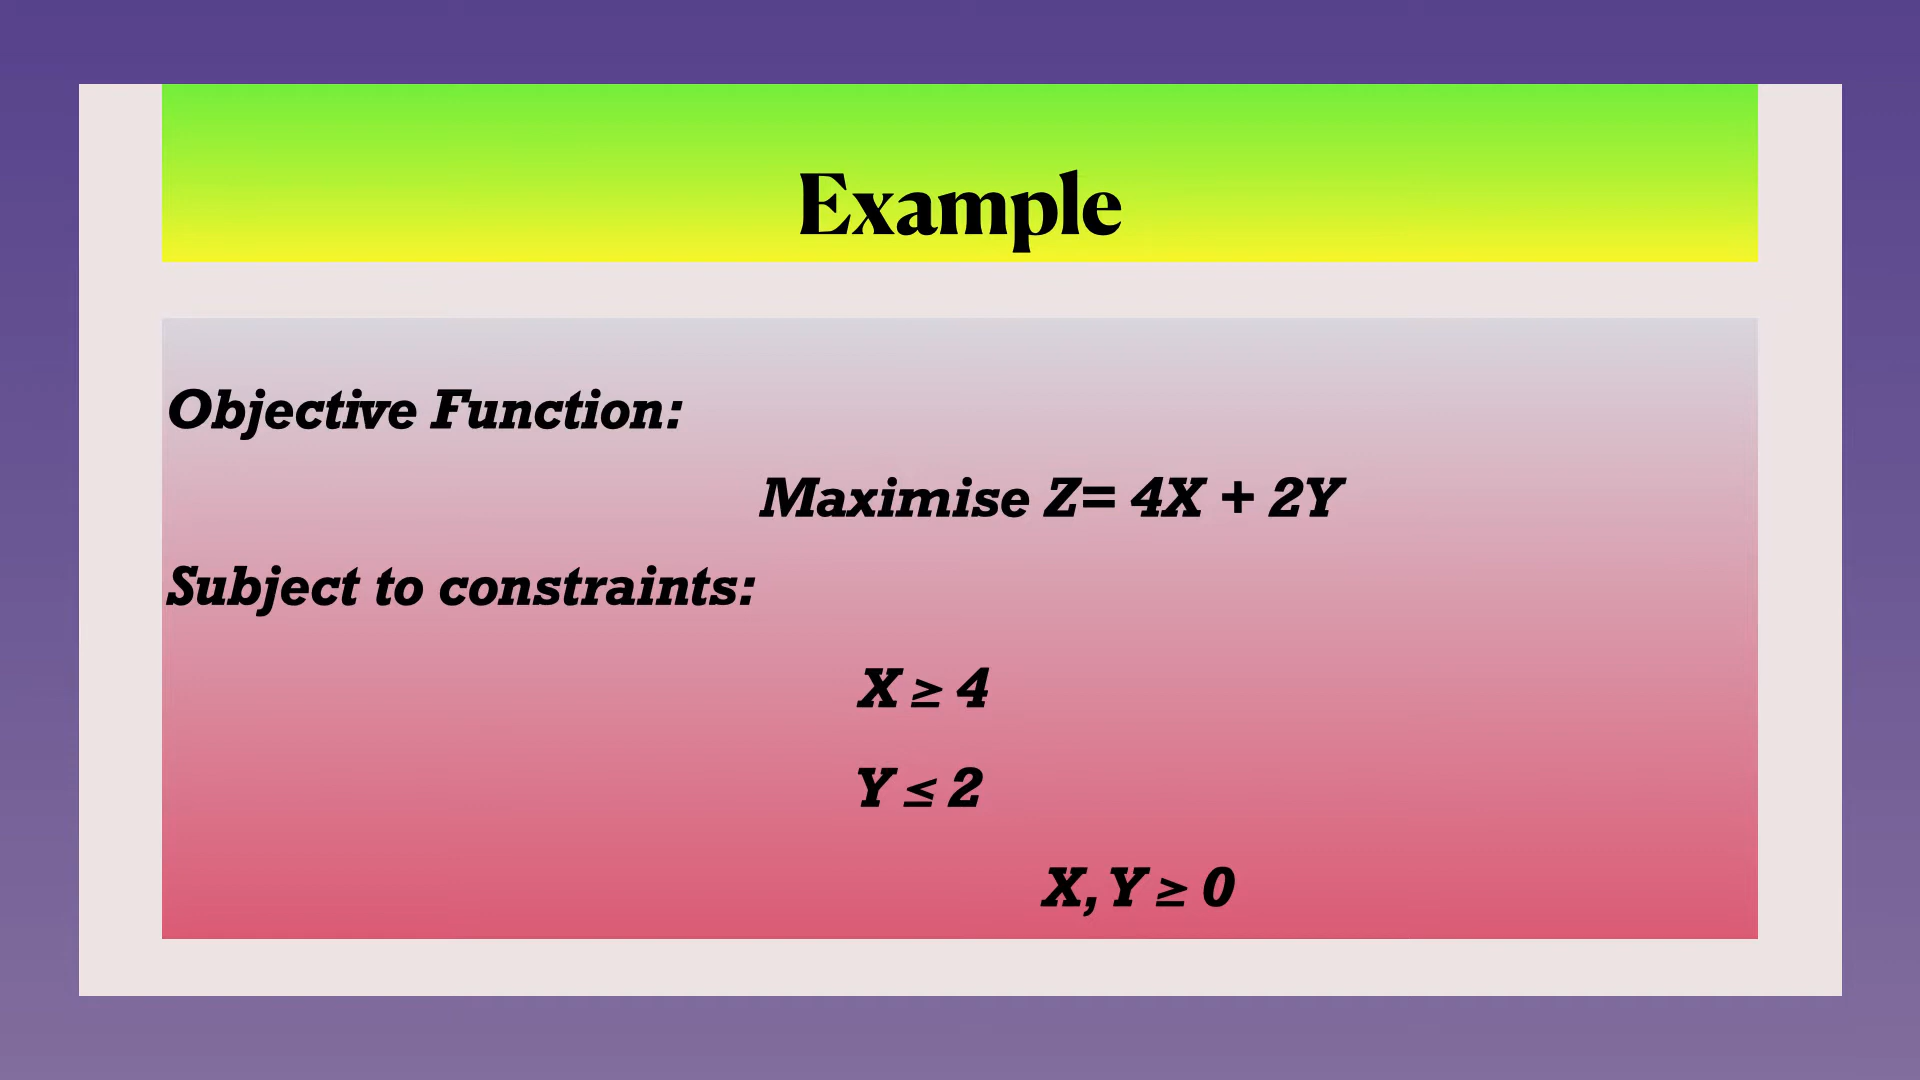 Example
Objective Function:
Maximise Z= 4X + 2Y
Subject to constraints:
X ≥ 4
Y ≤ 2
X, Y ≥ 0